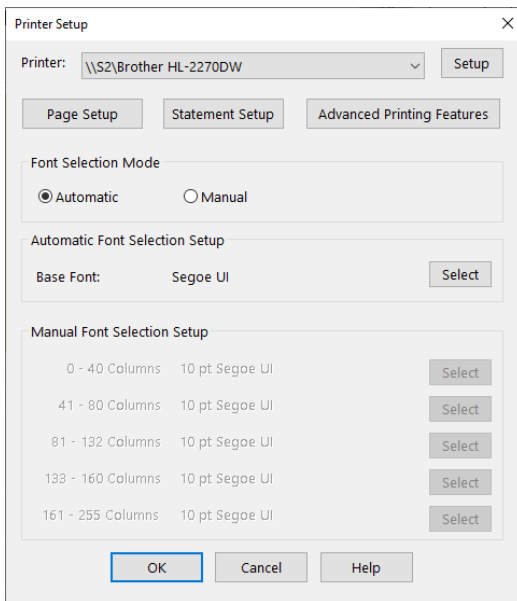 Printer Setup
Printer: \\S2\Brother HL-2270DW Setup
Page Setup Statement Setup Advanced Printing Features
Font Selection Mode
Automatic Manual
Automatic Font Selection Setup
Base Font: Segoe UI Select
Manual Font Selection Setup
0 - 40 Columns 10 pt Segoe UI Select
41 - 80 Columns 10 pt Segoe UI Select
81 - 132 Columns 10 pt Segoe UI Select
133 - 160 Columns 10 pt Segoe UI Select
161 - 255 Columns 10 pt Segoe UI Select
OK Cancel Help